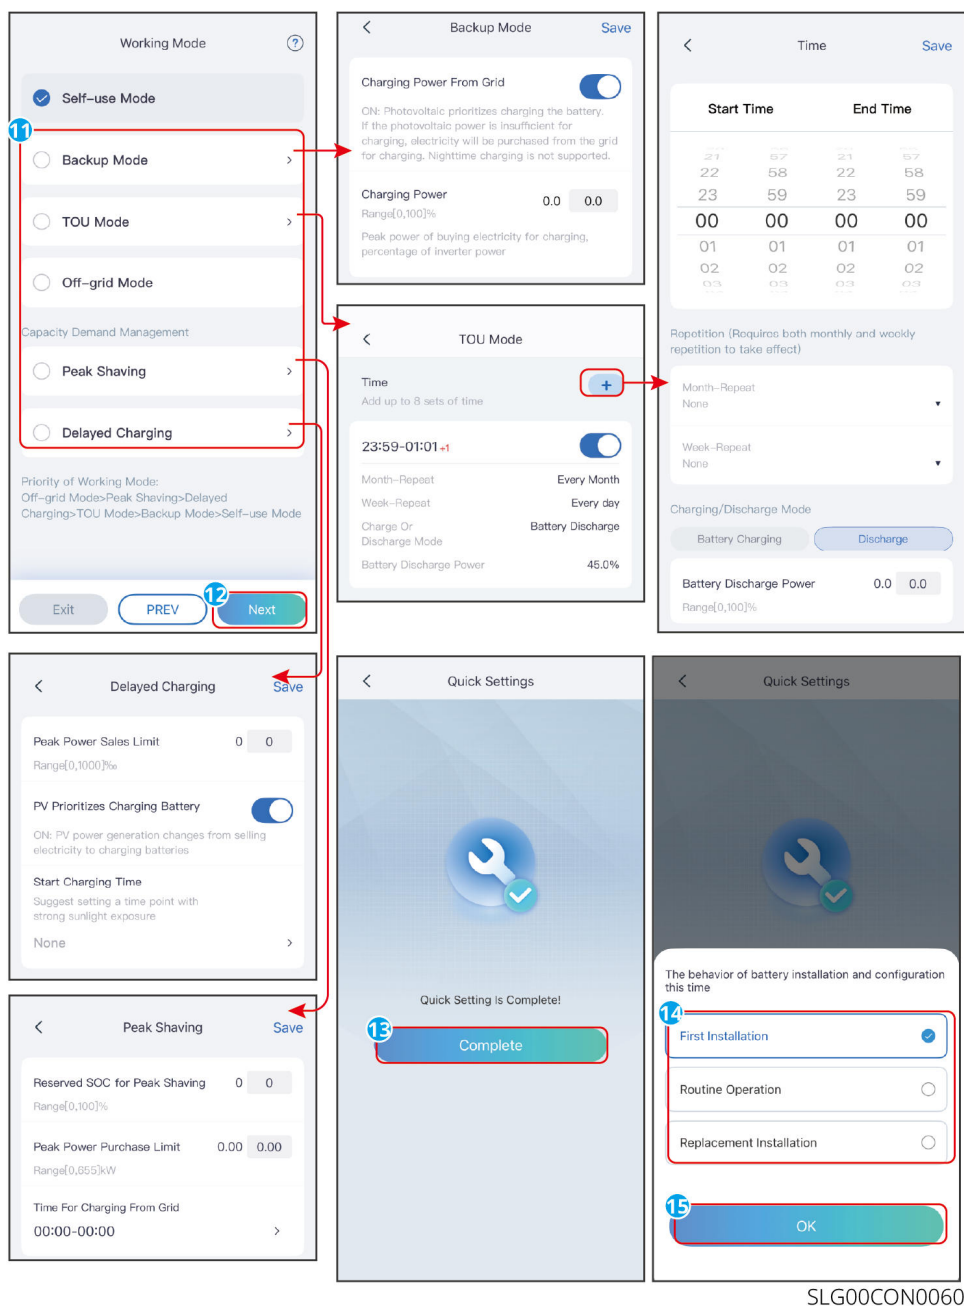 Working Mode
?
Self-use Mode
11
Backup Mode
TOU Mode
Off-grid Mode
Capacity Demand Management
Peak Shaving
Delayed Charging
Priority of Working Mode:
Off-grid Mode>Peak Shaving>Delayed
Charging>TOU Mode>Backup Mode>Self-use Mode
12
Exit PREV Next
Backup Mode Save
Charging Power From Grid
ON: Photovoltaic prioritizes charging the battery.
If the photovoltaic power is insufficient for
charging, electricity will be purchased from the grid
for charging. Nighttime charging is not supported.
Charging Power 0.0 0.0
Range[0,100]%
Peak power of buying electricity for charging,
percentage of inverter power
TOU Mode
Time +
Add up to 8 sets of time
23:59-01:01 +1
Month-Repeat Every Month
Week-Repeat Every day
Charge Or Battery Discharge
Discharge Mode
Battery Discharge Power 45.0%
Time Save
Start Time End Time
21 57 21 57
22 58 22 58
23 59 23 59
00 00 00 00
01 01 01 01
02 02 02 02
03 03 03 03
Repetition (Requires both monthly and weekly
repetition to take effect)
Month-Repeat
None
Week-Repeat
None
Charging/Discharge Mode
Battery Charging Discharge
Battery Discharge Power 0.0 0.0
Range[0,100]%
Delayed Charging Save
Peak Power Sales Limit 0 0
Range[0,1000]‰
PV Prioritizes Charging Battery
ON: PV power generation changes from selling
electricity to charging batteries
Start Charging Time
Suggest setting a time point with
strong sunlight exposure
None
Peak Shaving Save
Reserved SOC for Peak Shaving 0 0
Range[0,100]%
Peak Power Purchase Limit 0.00 0.00
Range[0,655]kW
Time For Charging From Grid
00:00-00:00
Quick Settings
Quick Setting Is Complete!
13
Complete
Quick Settings
The behavior of battery installation and configuration
this time
14
First Installation
Routine Operation
Replacement Installation
15
OK
SLG00CON0060